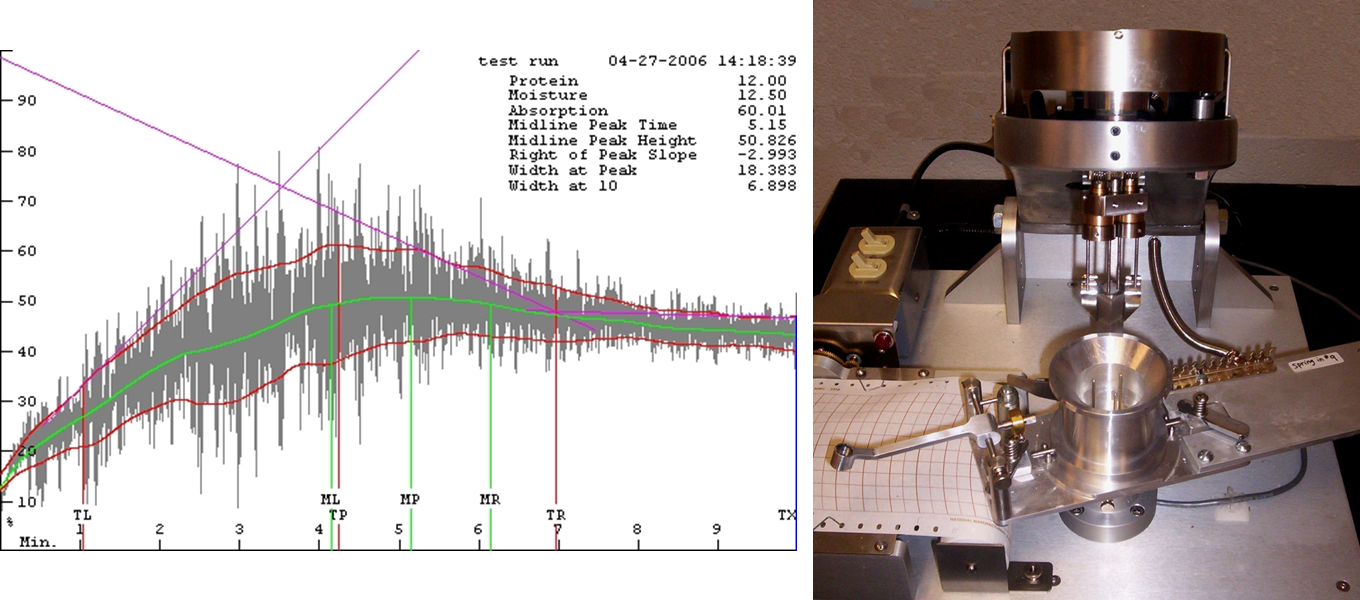 test run 04-27-2006 14:18:39
Protein 12.00
Moisture 12.50
Absorption 60.01
Midline Peak Time 5.15
Midline Peak Height 50.826
Right of Peak Slope -2.993
Width at Peak 18.383
Width at 10 6.898
90
80
70
60
50
40
30
20
10
%
ML MP MR
TL TP TR TX
1 2 3 4 5 6 7 8 9
Min.
Spring in #9